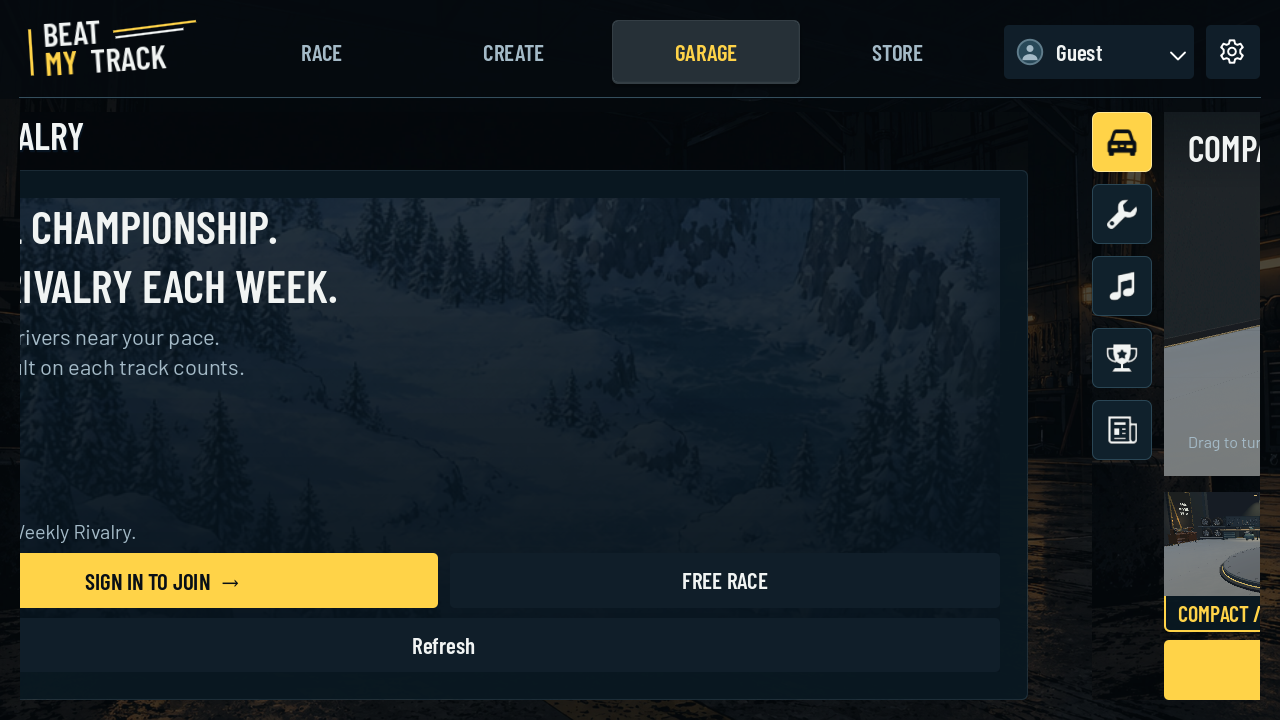 BEAT
MY TRACK
RACE
CREATE
GARAGE
STORE
Guest
ALRY
CHAMPIONSHIP.
RIVALRY EACH WEEK.
rivers near your pace.
ult on each track counts.
Weekly Rivalry.
SIGN IN TO JOIN →
FREE RACE
Refresh
COMPA
Drag to tur
COMPACT /